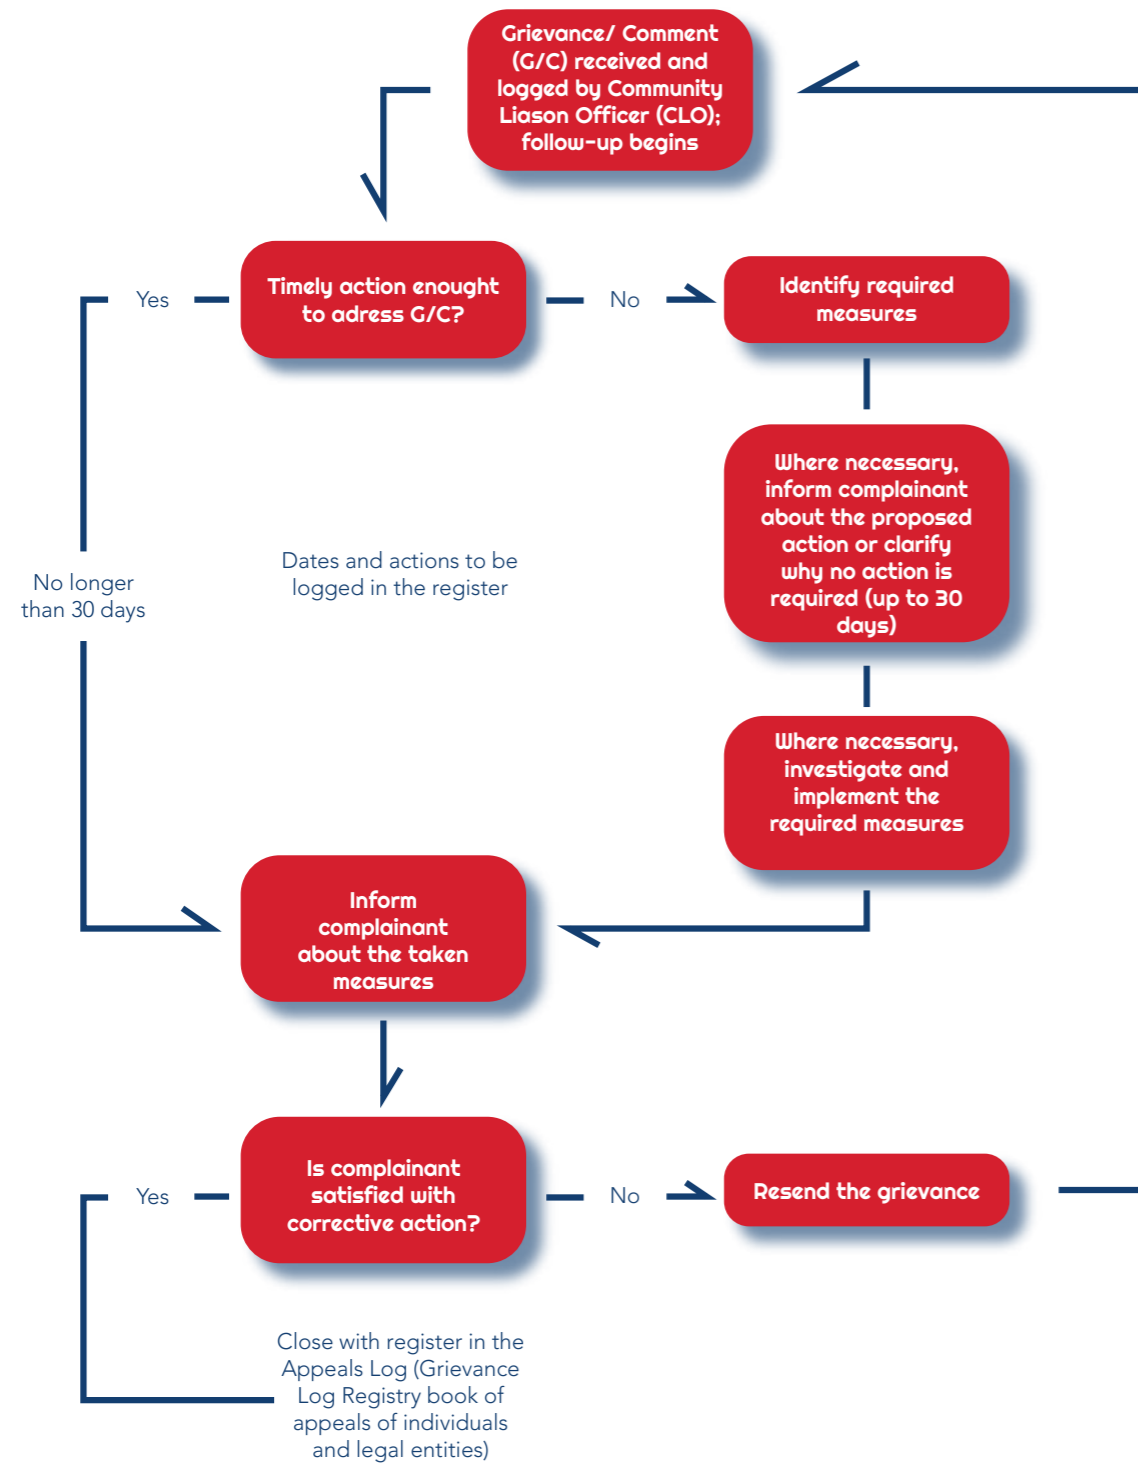 Grievance/ Comment
(G/C) received and
logged by Community
Liason Officer (CLO);
follow-up begins
Yes
Timely action enought
to adress G/C?
No
Identify required
measures
Where necessary,
inform complainant
about the proposed
action or clarify
why no action is
required (up to 30
days)
No longer
than 30 days
Dates and actions to be
logged in the register
Where necessary,
investigate and
implement the
required measures
Inform
complainant
about the taken
measures
Yes
Is complainant
satisfied with
corrective action?
No
Resend the grievance
Close with register in the
Appeals Log (Grievance
Log Registry book of
appeals of individuals
and legal entities)